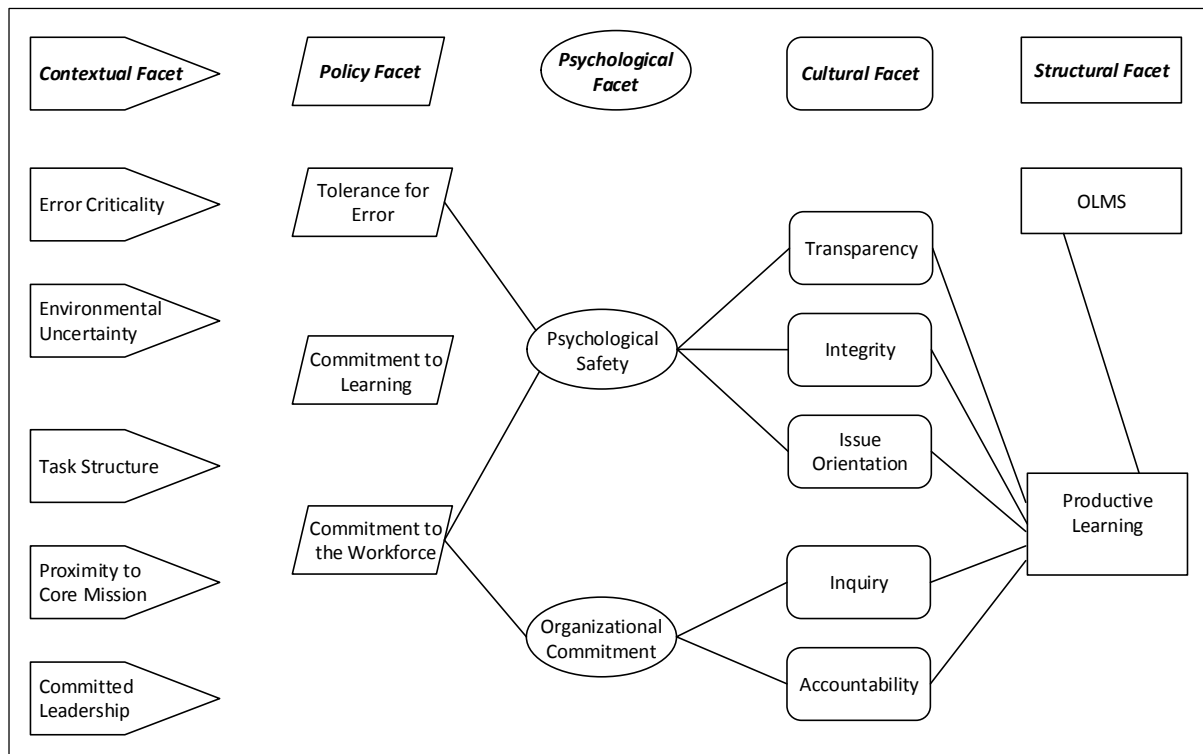 Contextual Facet
Policy Facet
Psychological
Facet
Cultural Facet
Structural Facet
Error Criticality
Environmental
Uncertainty
Task Structure
Proximity to
Core Mission
Committed
Leadership
Tolerance for
Error
Commitment to
Learning
Commitment to
the Workforce
Psychological
Safety
Organizational
Commitment
Transparency
Integrity
Issue
Orientation
Inquiry
Accountability
OLMS
Productive
Learning